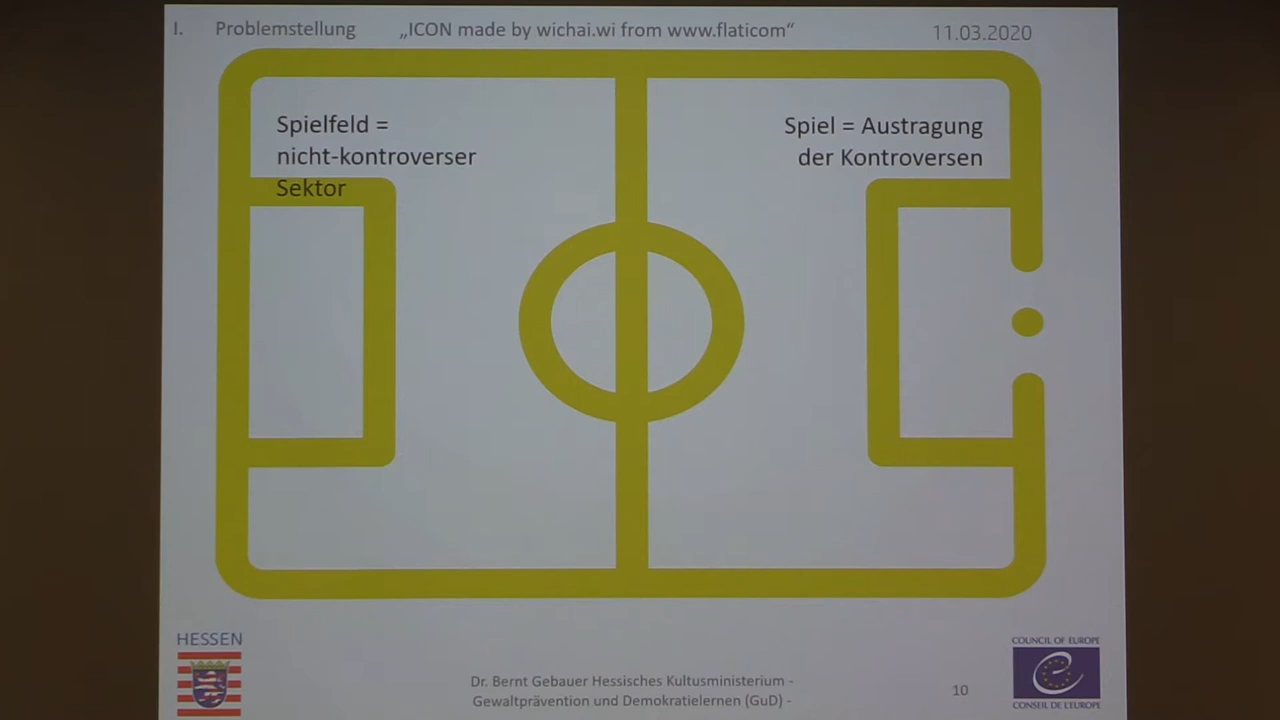 I. Problemstellung „ICON made by wichai.wi from www.flaticom“ 11.03.2020
Spielfeld =
nicht-kontroverser
Sektor
Spiel = Austragung
der Kontroversen
HESSEN
Dr. Bernt Gebauer Hessisches Kultusministerium -
Gewaltprävention und Demokratielernen (GuD) -
10
COUNCIL OF EUROPE
CONSEIL DE L'EUROPE